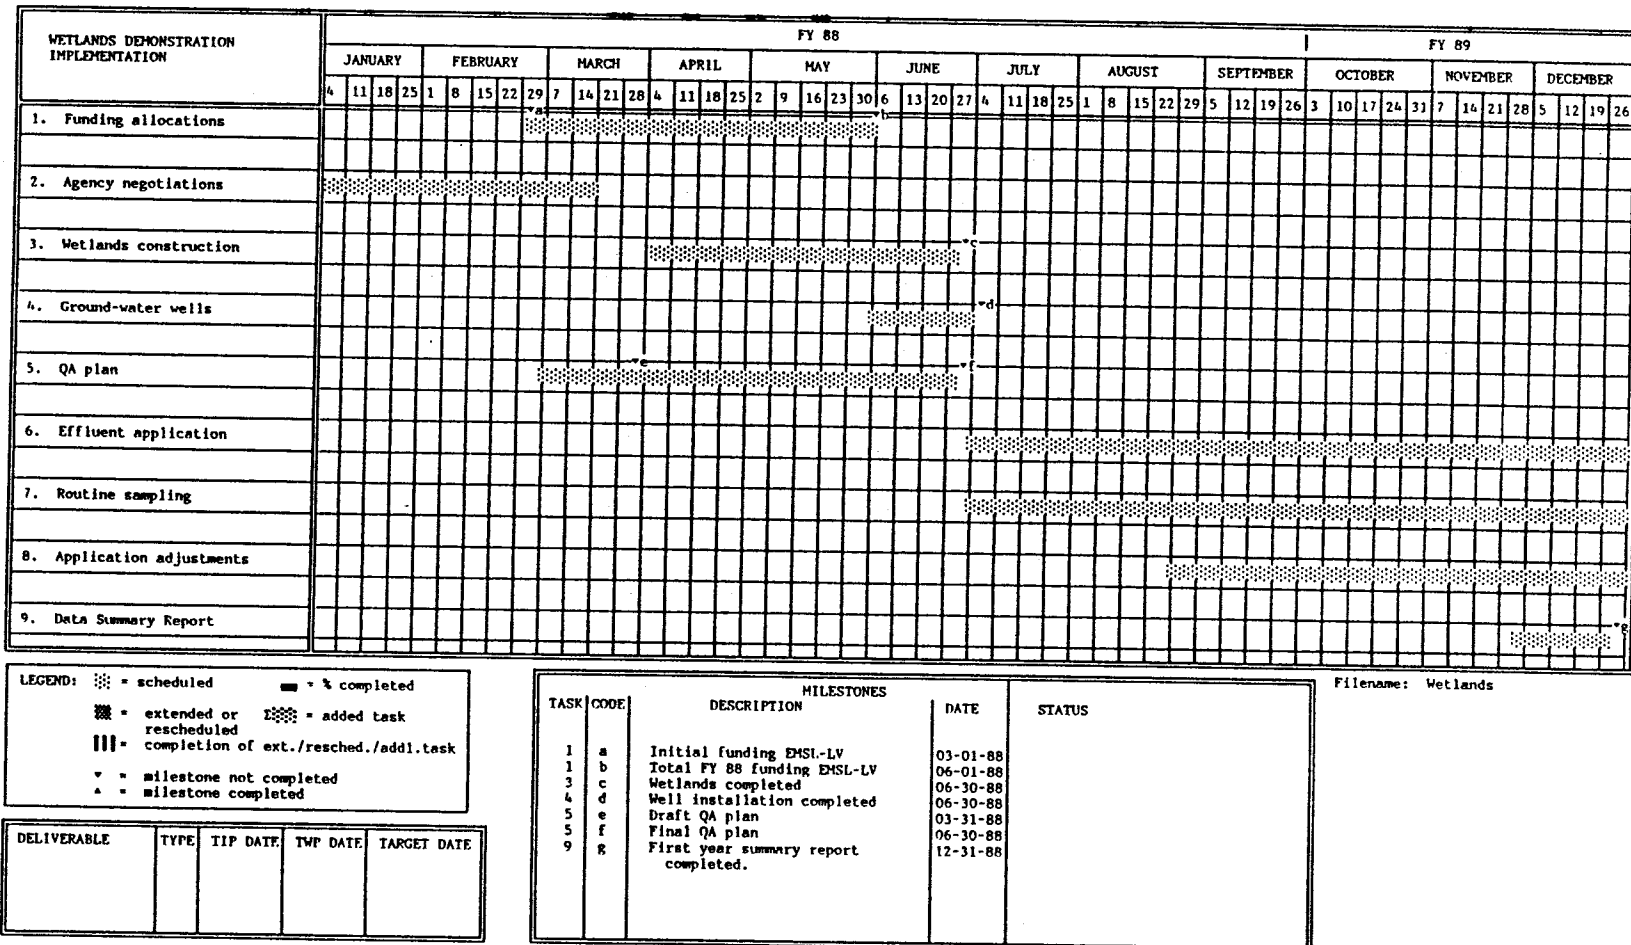 WETLANDS DEMONSTRATION
IMPLEMENTATION
FY 88
FY 89
JANUARY FEBRUARY MARCH APRIL MAY JUNE JULY AUGUST SEPTEMBER OCTOBER NOVEMBER DECEMBER
4 11 18 25 1 8 15 22 29 7 14 21 28 4 11 18 25 2 9 16 23 30 6 13 20 27 4 11 18 25 1 8 15 22 29 5 12 19 26 3 10 17 24 31 7 14 21 28 5 12 19 26
1. Funding allocations
a
b
2. Agency negotiations
3. Wetlands construction
c
4. Ground-water wells
d
5. QA plan
e
f
6. Effluent application
7. Routine sampling
8. Application adjustments
9. Data Summary Report
g
LEGEND: = scheduled = % completed
= extended or rescheduled Σ = added task
= completion of ext./resched./addl.task
▼ = milestone not completed
▲ = milestone completed
DELIVERABLE TYPE TIP DATE TWP DATE TARGET DATE
MILESTONES
TASK CODE DESCRIPTION DATE STATUS
1 a Initial funding EMSL-LV 03-01-88
1 b Total FY 88 funding EMSL-LV 06-01-88
3 c Wetlands completed 06-30-88
4 d Well installation completed 06-30-88
5 e Draft QA plan 03-31-88
5 f Final QA plan 06-30-88
9 g First year summary report 12-31-88
completed.
Filename: Wetlands